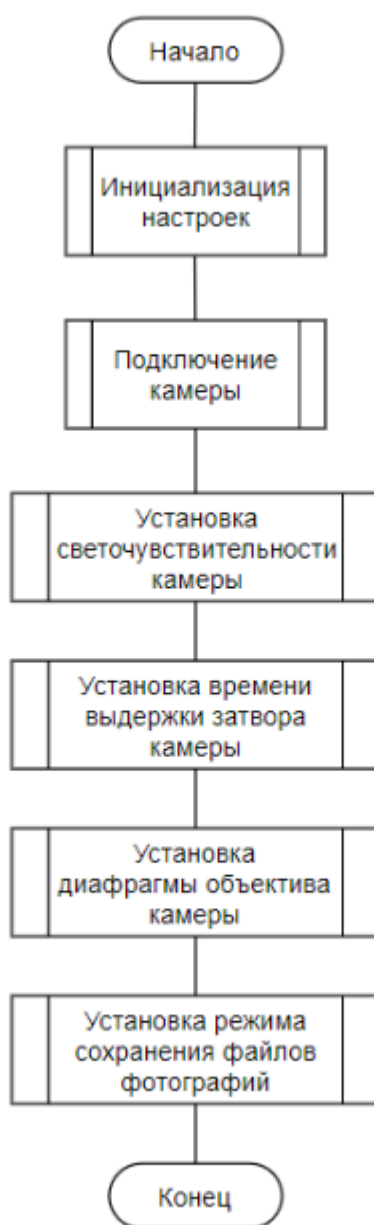 Начало
Инициализация
настроек
Подключение
камеры
Установка
светочувствительности
камеры
Установка времени
выдержки затвора
камеры
Установка
диафрагмы объектива
камеры
Установка режима
сохранения файлов
фотографий
Конец